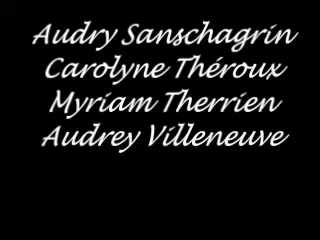 Audry Sanschagrin
Carolyne Théroux
Myriam Therrien
Audrey Villeneuve